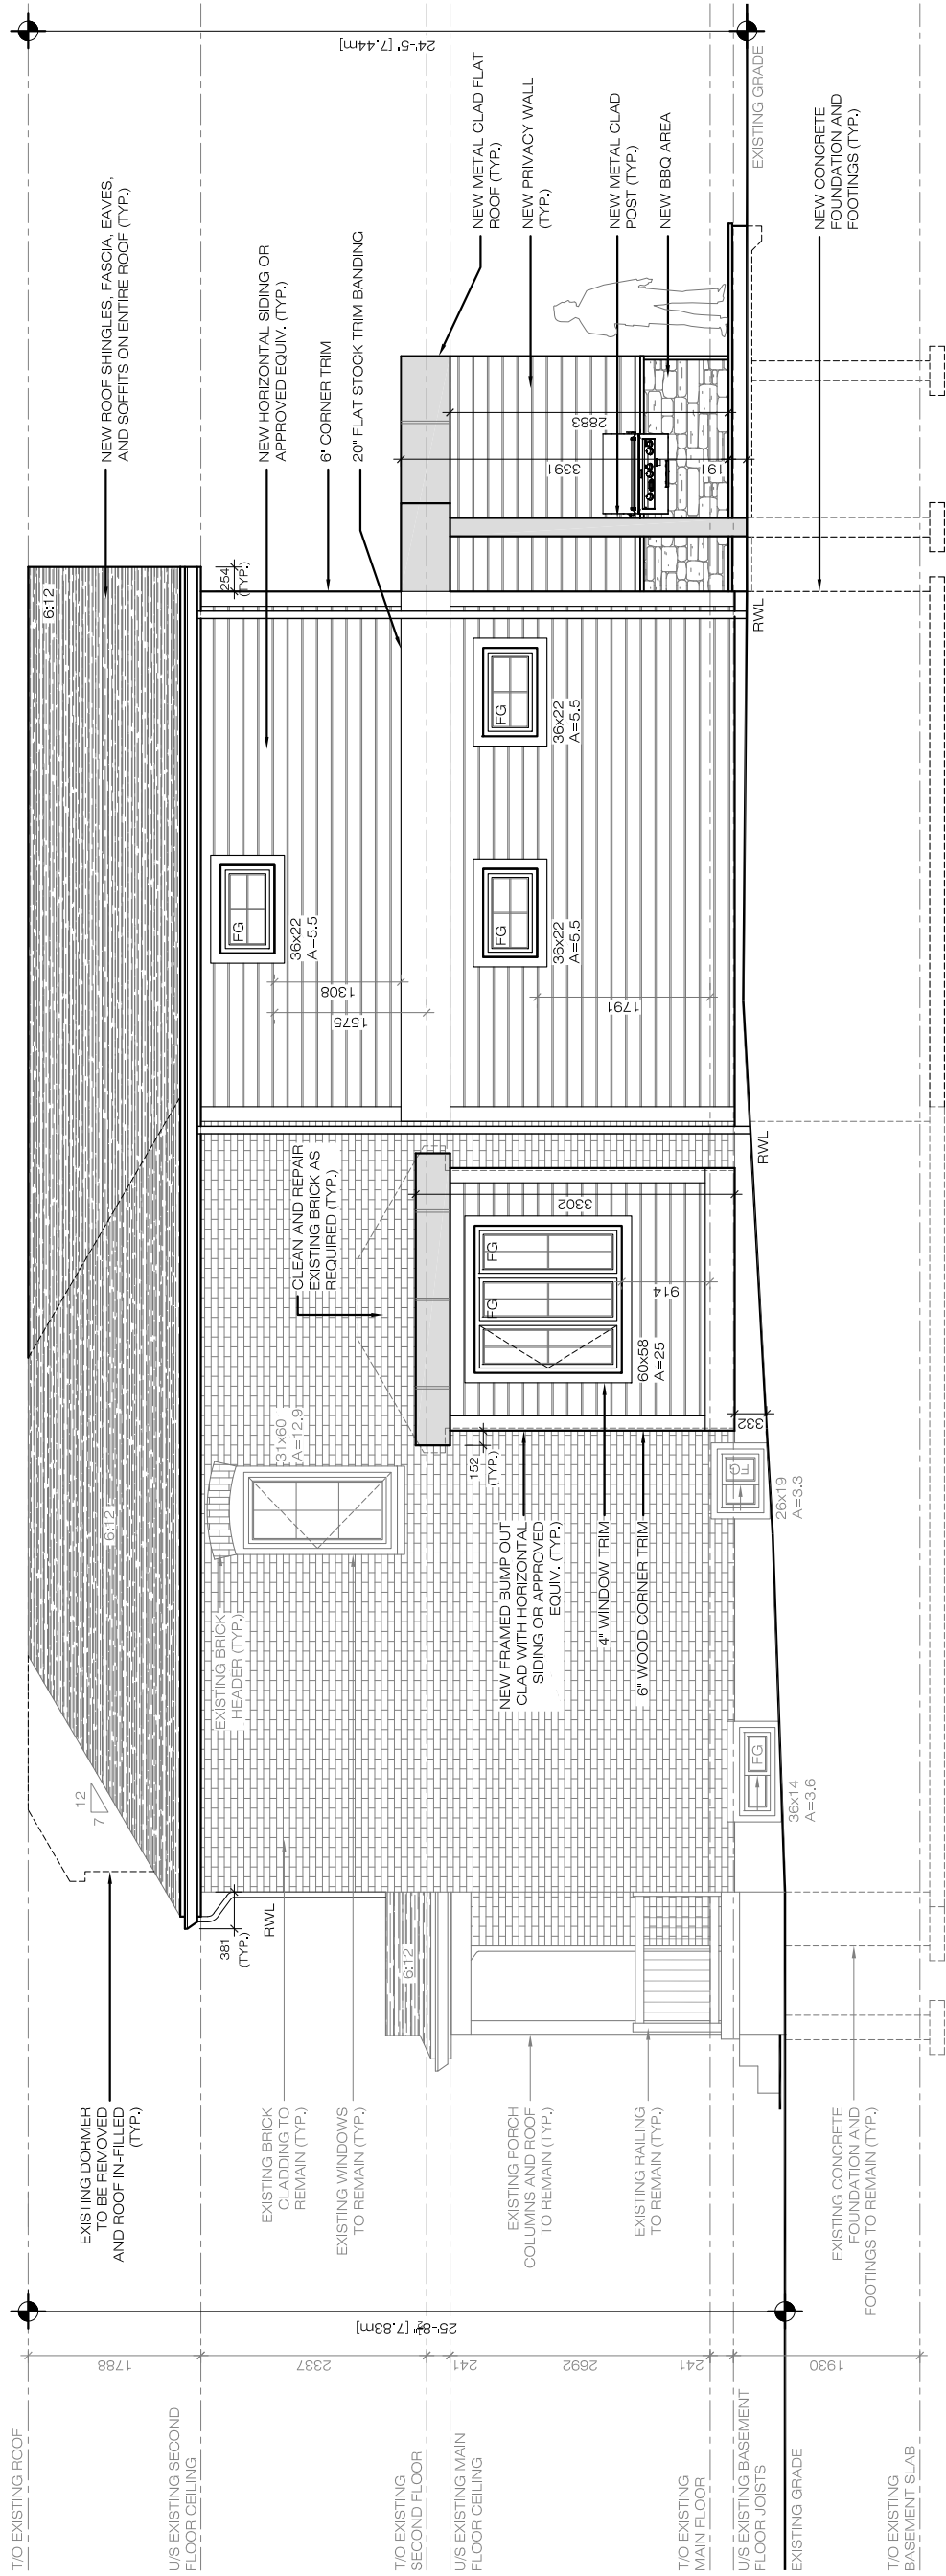 T/O EXISTING ROOF
U/S EXISTING SECOND
FLOOR CEILING
T/O EXISTING
SECOND FLOOR
U/S EXISTING MAIN
FLOOR CEILING
T/O EXISTING
MAIN FLOOR
U/S EXISTING BASEMENT
FLOOR JOISTS
EXISTING GRADE
T/O EXISTING
BASEMENT SLAB
1788
2337
241
2692
241
1930
25'-8½" [7.83m]
EXISTING DORMER
TO BE REMOVED
AND ROOF IN-FILLED
(TYP.)
EXISTING BRICK
CLADDING TO
REMAIN (TYP.)
EXISTING WINDOWS
TO REMAIN (TYP.)
EXISTING PORCH
COLUMNS AND ROOF
TO REMAIN (TYP.)
EXISTING RAILING
TO REMAIN (TYP.)
EXISTING CONCRETE
FOUNDATION AND
FOOTINGS TO REMAIN (TYP.)
12
7
381
(TYP.)
RWL
6:12
6:12
EXISTING BRICK
HEADER (TYP.)
31x60
A=12.9
NEW FRAMED BUMP OUT
CLAD WITH HORIZONTAL
SIDING OR APPROVED
EQUIV. (TYP.)
4" WINDOW TRIM
6" WOOD CORNER TRIM
FG
36x14
A=3.6
FG
26x19
A=3.3
332
152
(TYP.)
CLEAN AND REPAIR
EXISTING BRICK AS
REQUIRED (TYP.)
FG
FG
60x58
A=25
914
3302
RWL
1575
1308
1791
FG
36x22
A=5.5
FG
36x22
A=5.5
FG
36x22
A=5.5
6:12
254
(TYP.)
RWL
NEW ROOF SHINGLES, FASCIA, EAVES,
AND SOFFITS ON ENTIRE ROOF (TYP.)
NEW HORIZONTAL SIDING OR
APPROVED EQUIV. (TYP.)
6" CORNER TRIM
20" FLAT STOCK TRIM BANDING
3391
2883
191
NEW METAL CLAD FLAT
ROOF (TYP.)
NEW PRIVACY WALL
(TYP.)
NEW METAL CLAD
POST (TYP.)
NEW BBQ AREA
NEW CONCRETE
FOUNDATION AND
FOOTINGS (TYP.)
EXISTING GRADE
24'-5" [7.44m]